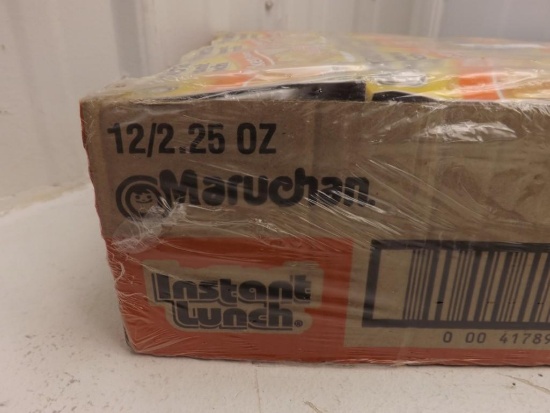 12/2.25 OZ
Maruchan.
Instant
Lunch®
0 00 41789